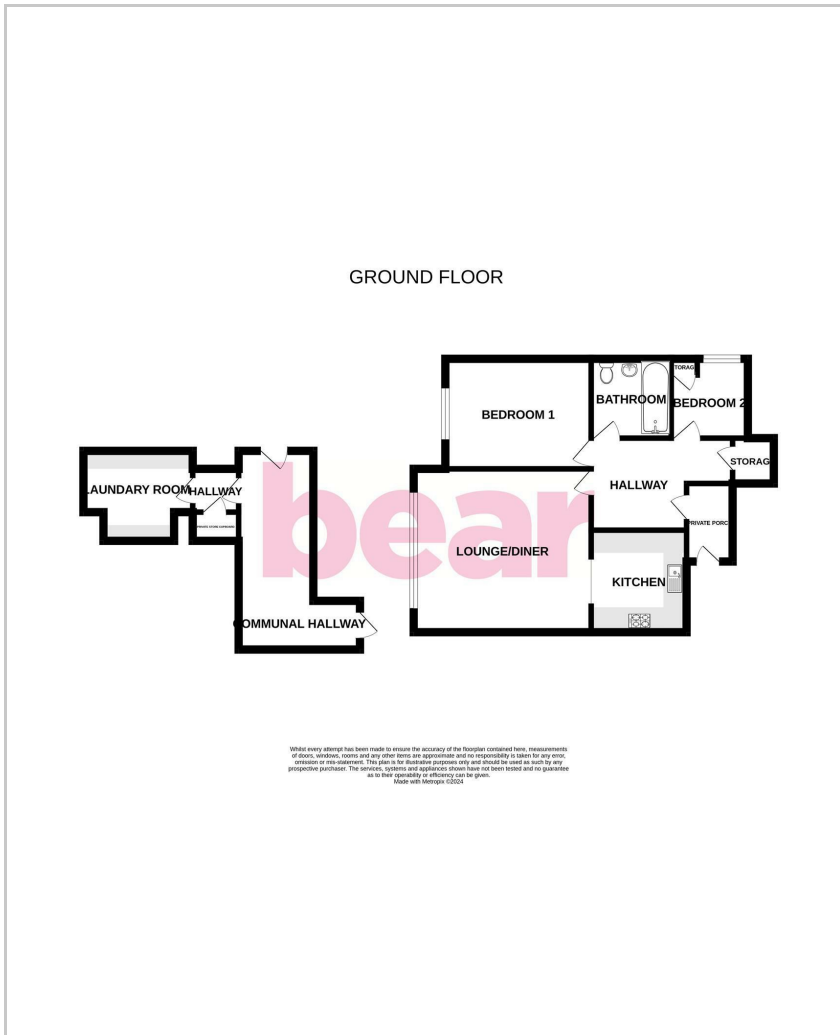 GROUND FLOOR
BEDROOM 1
BATHROOM
TORAG
BEDROOM 2
STORAG
HALLWAY
PRIVATE PORC
LOUNGE/DINER
KITCHEN
LAUNDARY ROOM
HALLWAY
PRIVATE STORE CUPBOARD
COMMUNAL HALLWAY
bear
Whilst every attempt has been made to ensure the accuracy of the floorplan contained here, measurements
of doors, windows, rooms and any other items are approximate and no responsibility is taken for any error,
omission or mis-statement. This plan is for illustrative purposes only and should be used as such by any
prospective purchaser. The services, systems and appliances shown have not been tested and no guarantee
as to their operability or efficiency can be given.
Made with Metropix ©2024